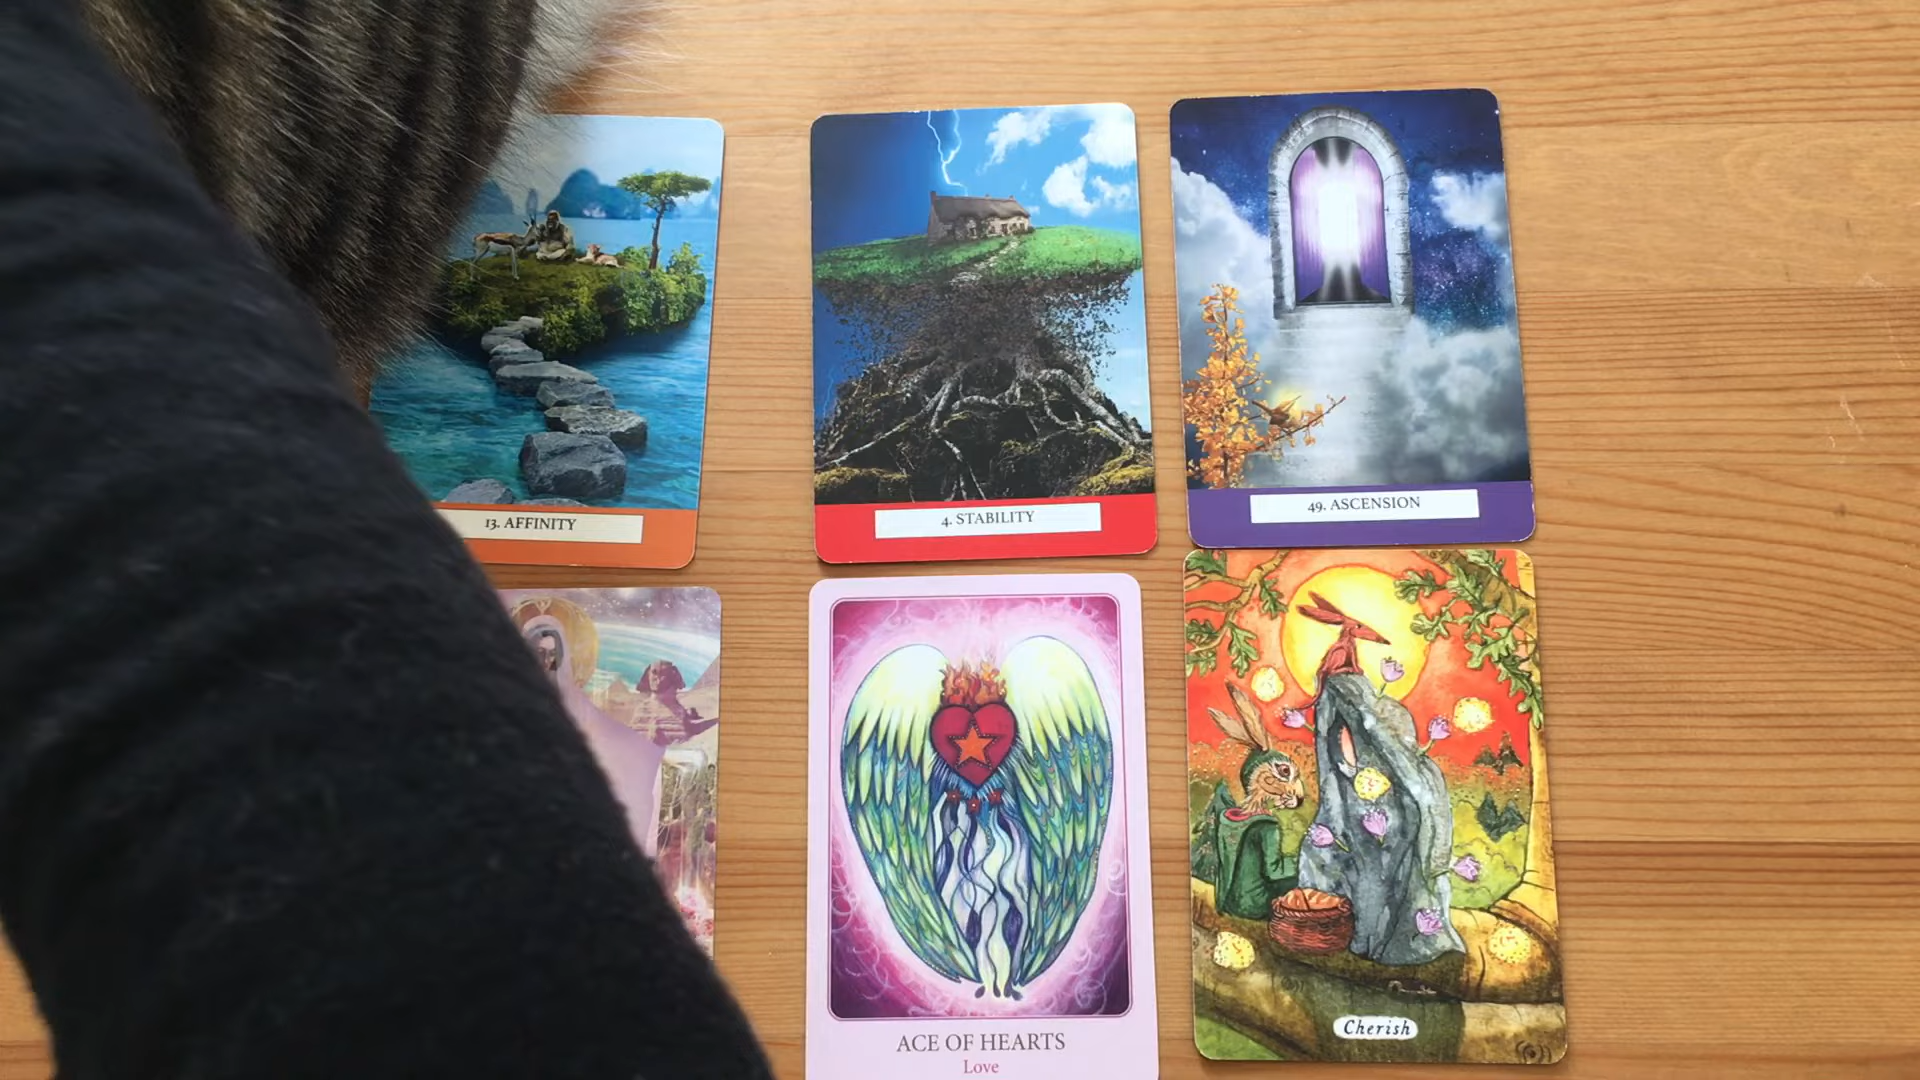 13. AFFINITY
4. STABILITY
49. ASCENSION
ACE OF HEARTS
Love
Cherish